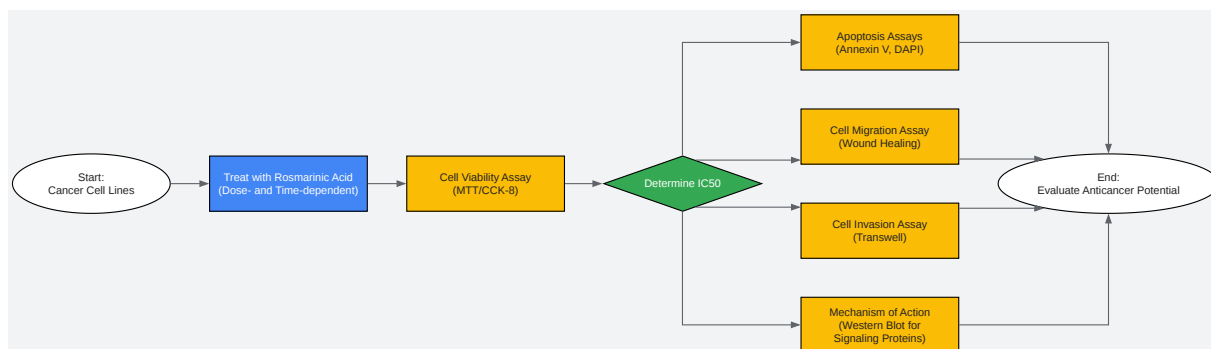 Start:
Cancer Cell Lines
Treat with Rosmarinic Acid
(Dose- and Time-dependent)
Cell Viability Assay
(MTT/CCK-8)
Determine IC50
Apoptosis Assays
(Annexin V, DAPI)
Cell Migration Assay
(Wound Healing)
Cell Invasion Assay
(Transwell)
Mechanism of Action
(Western Blot for
Signaling Proteins)
End:
Evaluate Anticancer Potential